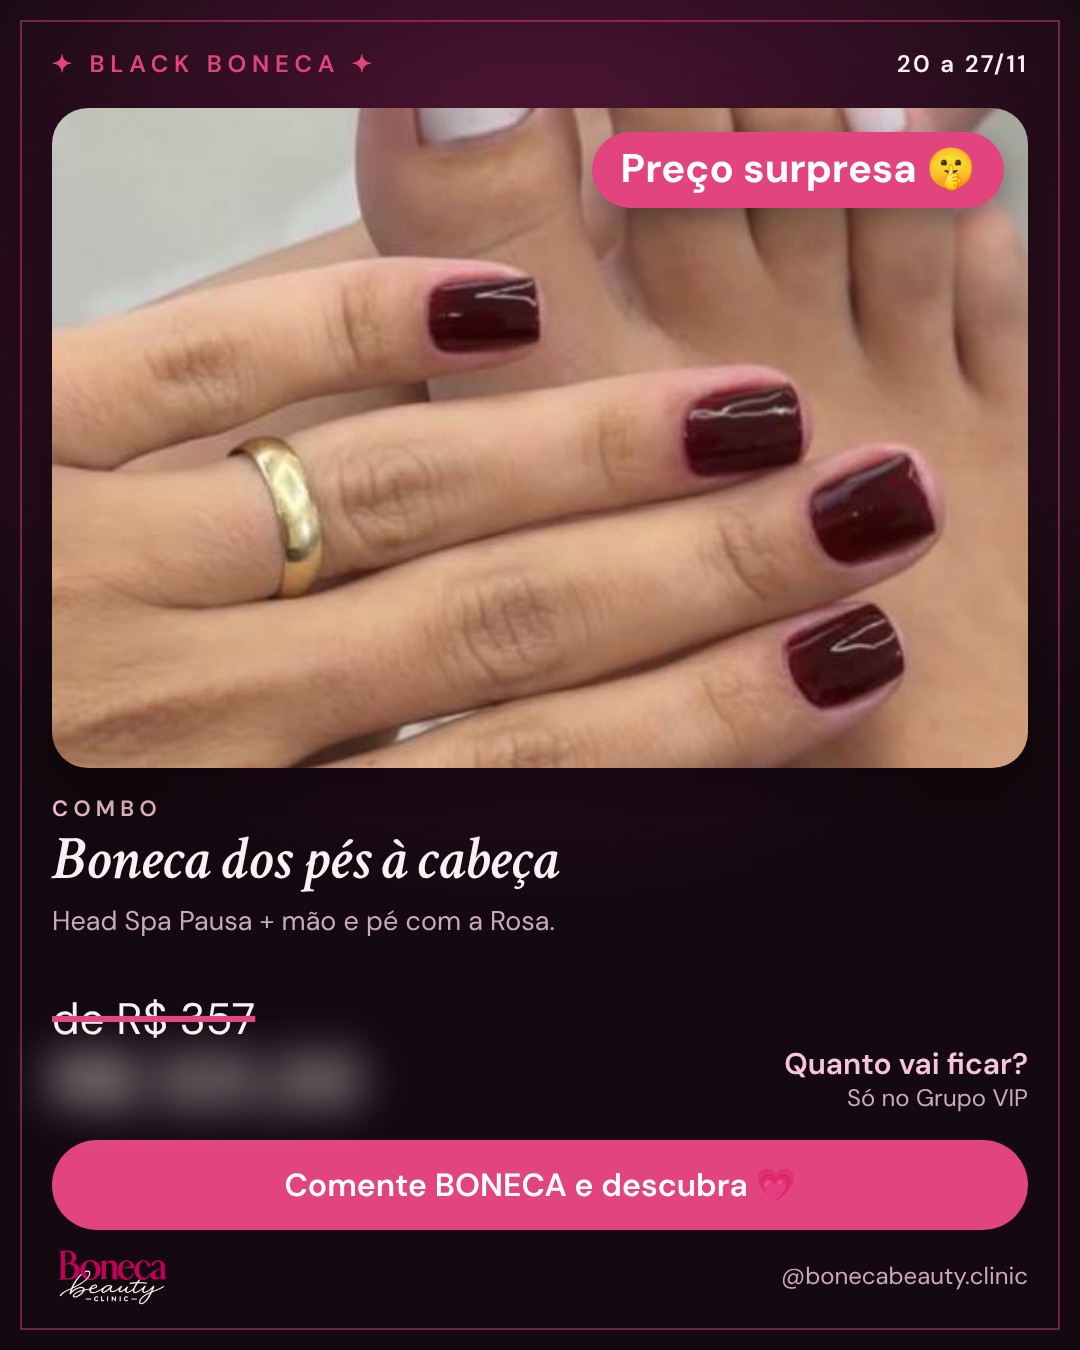 ✦ BLACK BONECA ✦
20 a 27/11
Preço surpresa 🤫
COMBO
Boneca dos pés à cabeça
Head Spa Pausa + mão e pé com a Rosa.
de R$ 357
Quanto vai ficar?
Só no Grupo VIP
Comente BONECA e descubra 💗
Boneca
beauty
CLINIC
@bonecabeauty.clinic